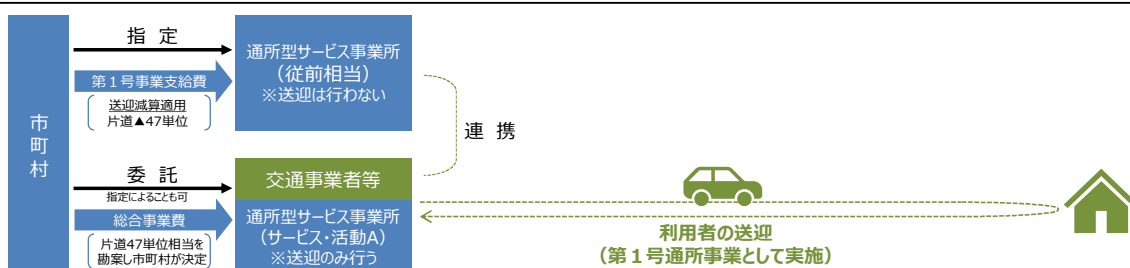 市町村
指定
第１号事業支給費
送迎減算適用
片道▲47単位
通所型サービス事業所
（従前相当）
※送迎は行わない
連携
委託
指定によることも可
総合事業費
片道47単位相当を
勘案し市町村が決定
交通事業者等
通所型サービス事業所
（サービス・活動A）
※送迎のみ行う
利用者の送迎
（第１号通所事業として実施）